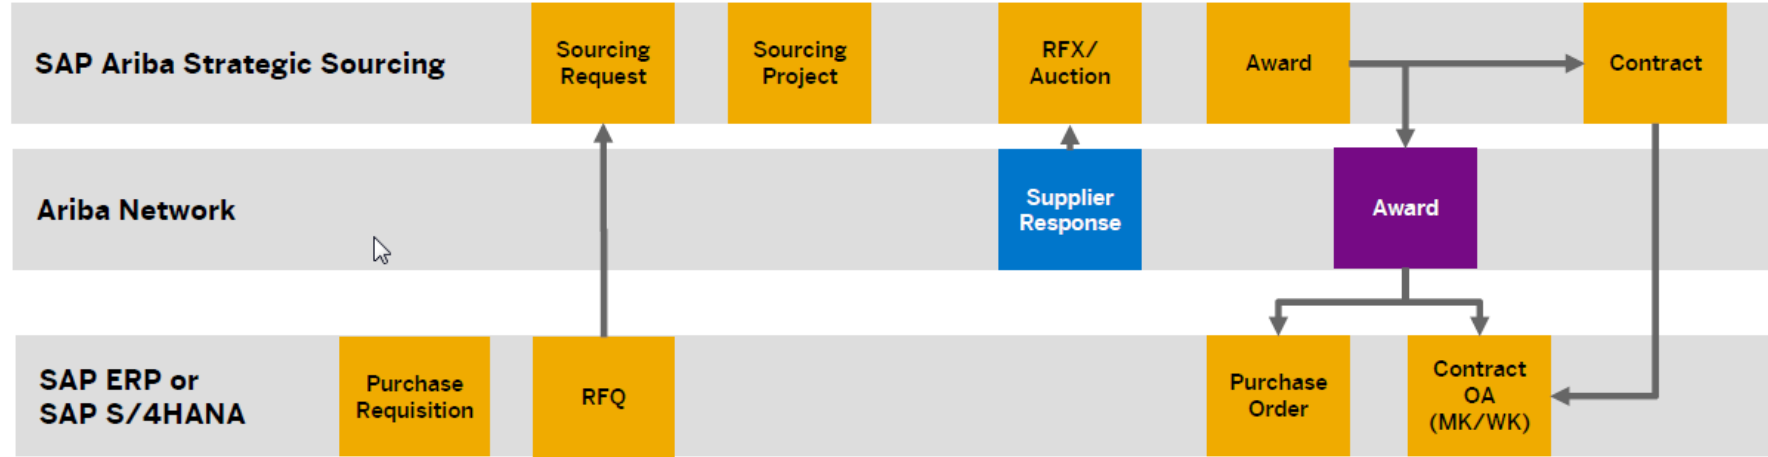 SAP Ariba Strategic Sourcing
Sourcing
Request
Sourcing
Project
RFX/
Auction
Award
Contract
Ariba Network
Supplier
Response
Award
SAP ERP or
SAP S/4HANA
Purchase
Requisition
RFQ
Purchase
Order
Contract
OA
(MK/WK)